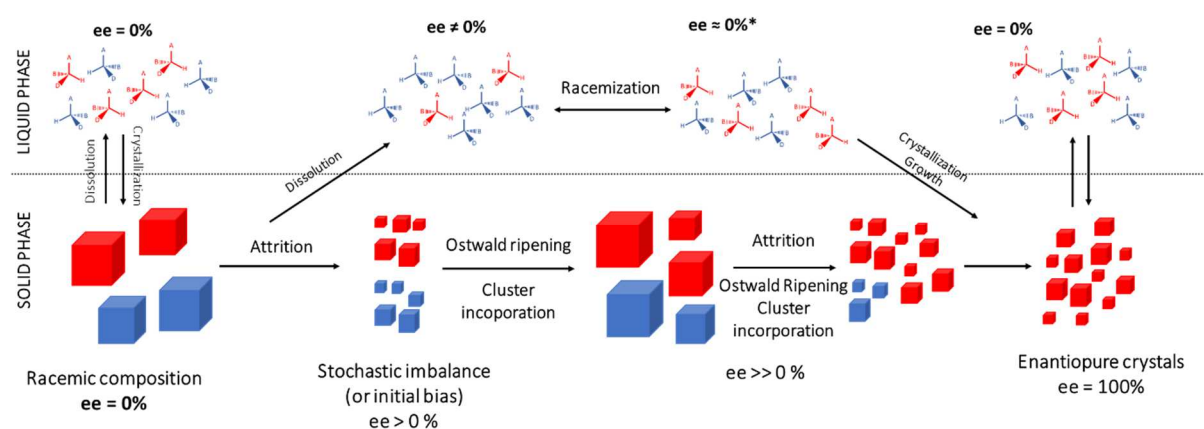 ee = 0%
ee ≠ 0%
ee ≈ 0%*
ee = 0%
LIQUID PHASE
Racemization
Dissolution
Crystallization
Dissolution
Crystallization
Growth
SOLID PHASE
Attrition
Ostwald ripening
Cluster
incoporation
Attrition
Ostwald Ripening
Cluster
incorporation
Racemic composition
ee = 0%
Stochastic imbalance
(or initial bias)
ee > 0 %
ee >> 0 %
Enantiopure crystals
ee = 100%